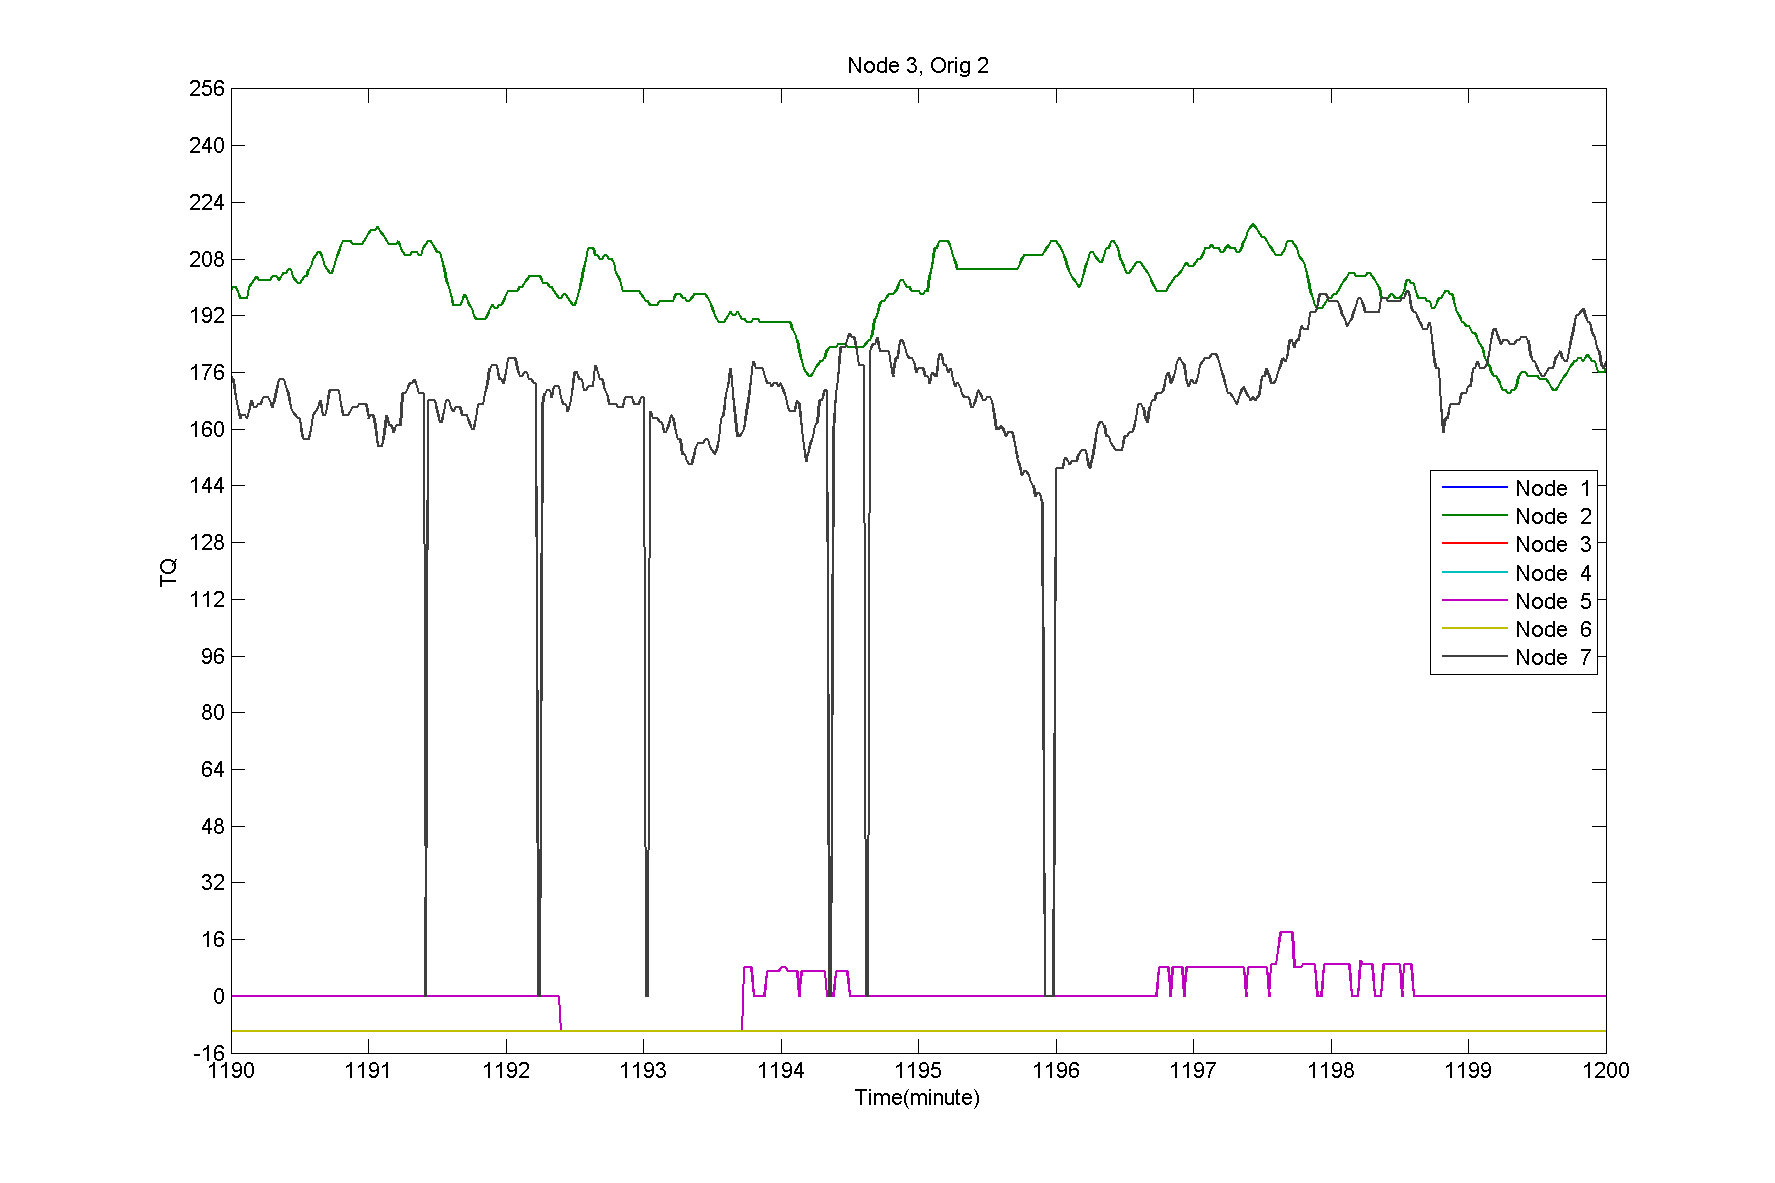 Node 3, Orig 2
256
240
224
208
192
176
160
144
128
112
96
80
64
48
32
16
0
-16
TQ
Node 1
Node 2
Node 3
Node 4
Node 5
Node 6
Node 7
1190 1191 1192 1193 1194 1195 1196 1197 1198 1199 1200
Time(minute)